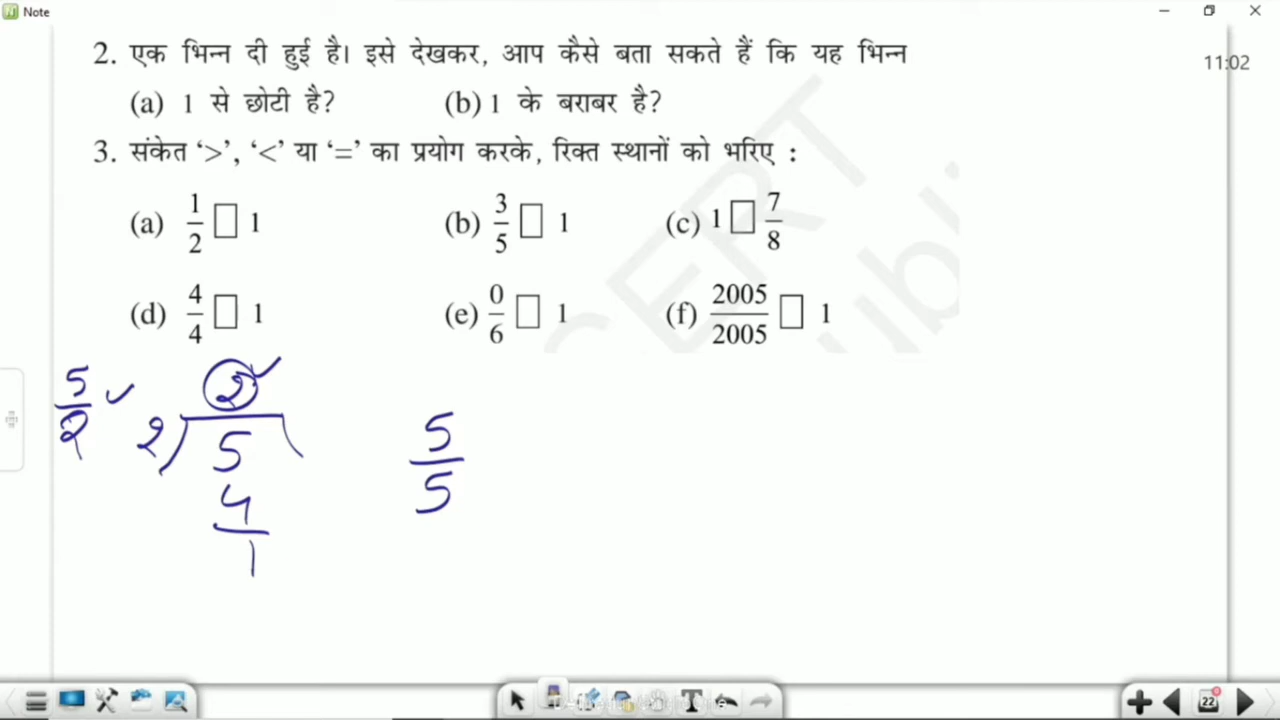 Note
2. एक भिन्न दी हुई है। इसे देखकर, आप कैसे बता सकते हैं कि यह भिन्न
11:02
(a) 1 से छोटी है? (b) 1 के बराबर है?
3. संकेत ‘>’, ‘<’ या ‘=’ का प्रयोग करके, रिक्त स्थानों को भरिए :
(a) 1/2 □ 1 (b) 3/5 □ 1 (c) 1 □ 7/8
(d) 4/4 □ 1 (e) 0/6 □ 1 (f) 2005/2005 □ 1
5/2 ✓
2 ✓
2 ) 5 (
4
1
5/5
22